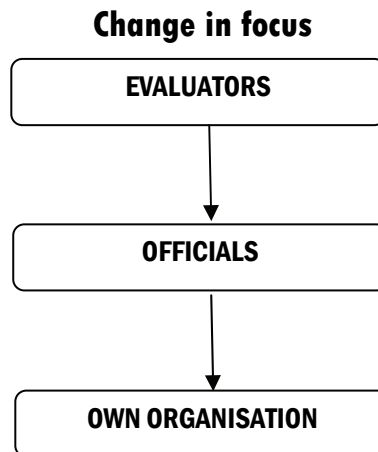 Change in focus
EVALUATORS
OFFICIALS
OWN ORGANISATION